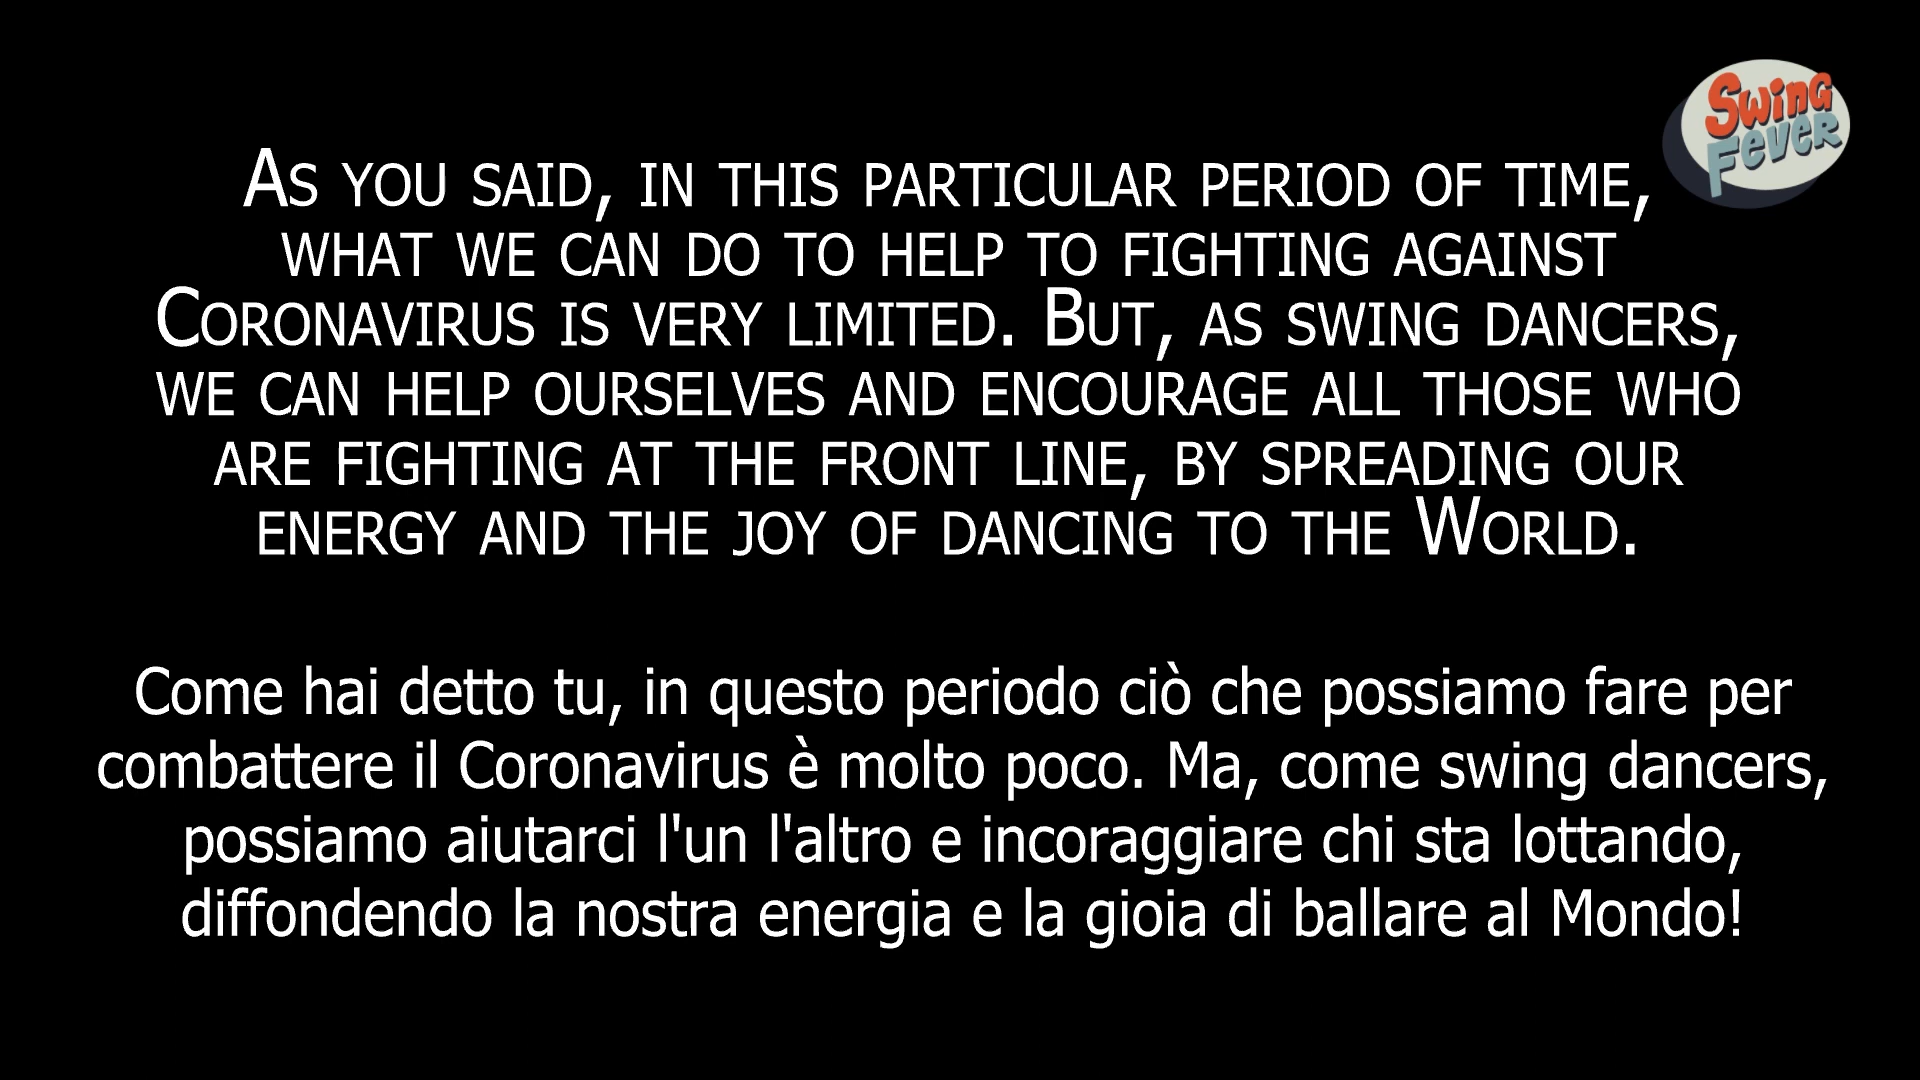 Swing
Fever
As you said, in this particular period of time,
what we can do to help to fighting against
Coronavirus is very limited. But, as swing dancers,
we can help ourselves and encourage all those who
are fighting at the front line, by spreading our
energy and the joy of dancing to the World.
Come hai detto tu, in questo periodo ciò che possiamo fare per
combattere il Coronavirus è molto poco. Ma, come swing dancers,
possiamo aiutarci l'un l'altro e incoraggiare chi sta lottando,
diffondendo la nostra energia e la gioia di ballare al Mondo!